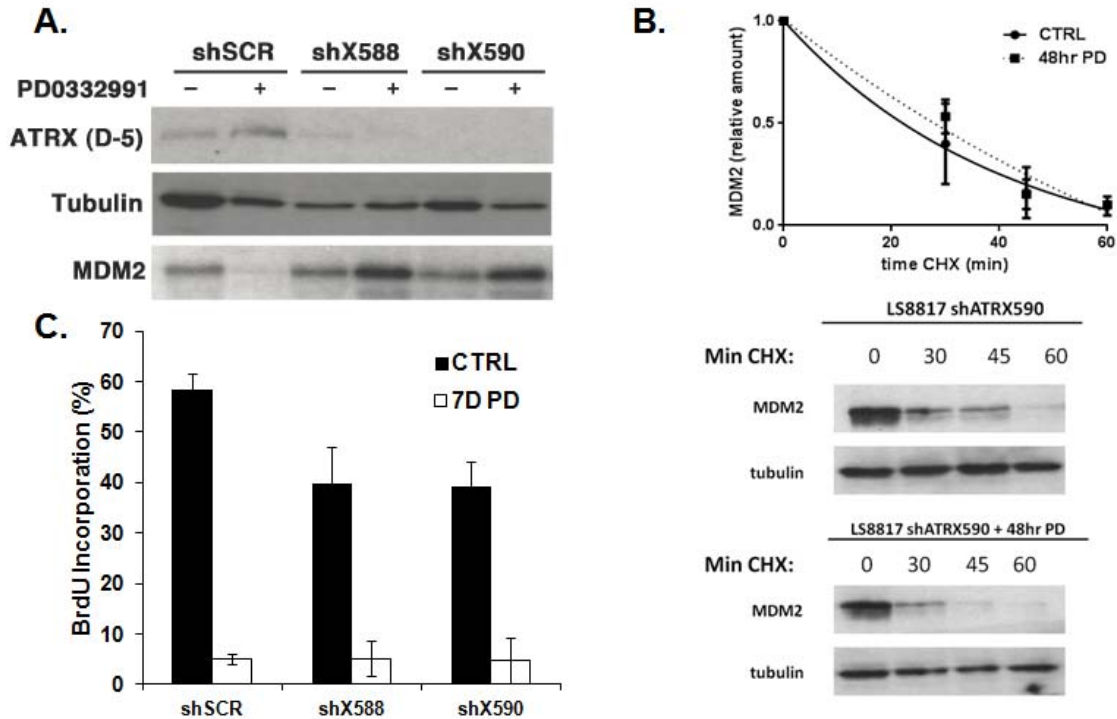 A.
shSCR shX588 shX590
PD0332991 − + − + − +
ATRX (D-5)
Tubulin
MDM2
B.
1.0
0.5
0.0
MDM2 (relative amount)
CTRL
48hr PD
0 20 40 60
time CHX (min)
LS8817 shATRX590
Min CHX: 0 30 45 60
MDM2
tubulin
LS8817 shATRX590 + 48hr PD
Min CHX: 0 30 45 60
MDM2
tubulin
C.
70
60
50
40
30
20
10
0
BrdU Incorporation (%)
CTRL
7D PD
shSCR shX588 shX590